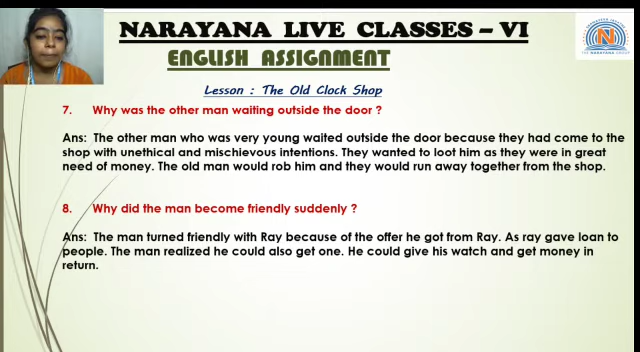 NARAYANA LIVE CLASSES – VI
ENGLISH ASSIGNMENT
Lesson : The Old Clock Shop
7. Why was the other man waiting outside the door ?
Ans: The other man who was very young waited outside the door because they had come to the
shop with unethical and mischievous intentions. They wanted to loot him as they were in great
need of money. The old man would rob him and they would run away together from the shop.
8. Why did the man become friendly suddenly ?
Ans: The man turned friendly with Ray because of the offer he got from Ray. As ray gave loan to
people. The man realized he could also get one. He could give his watch and get money in
return.
N
THE NARAYANA GROUP